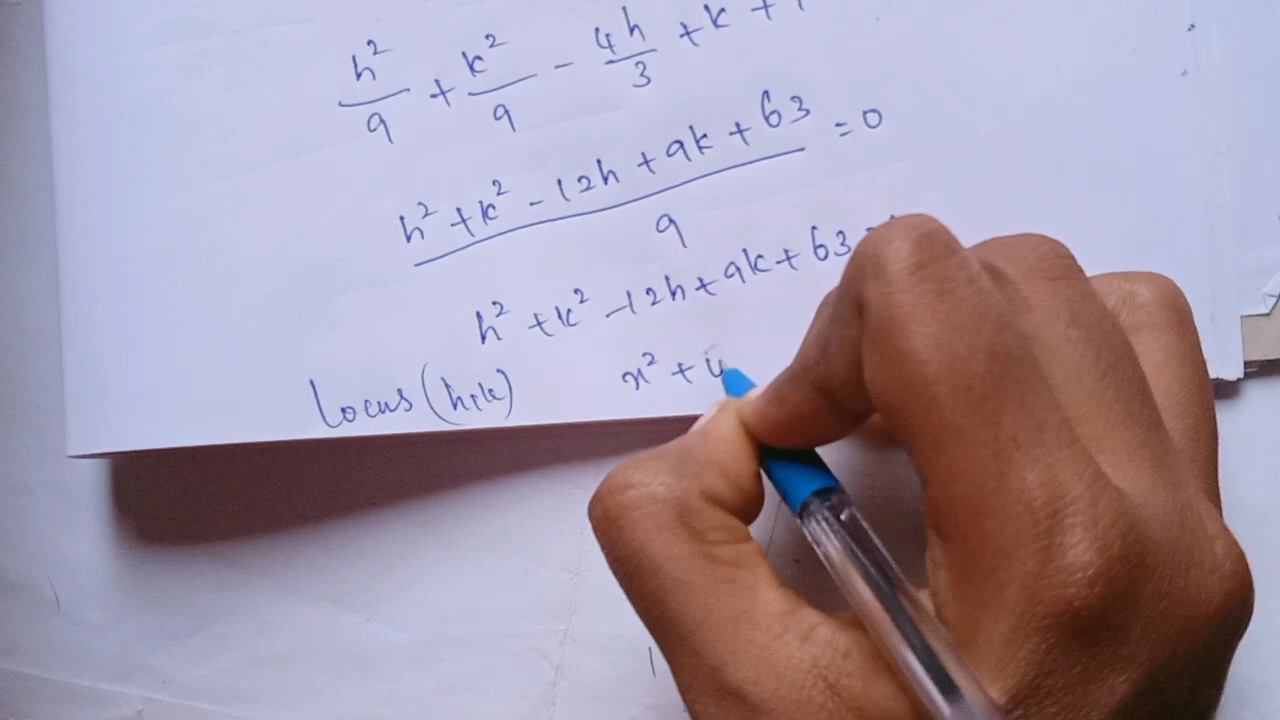 h²/9 + k²/9 - 4h/3 + k +
h² + k² - 12h + 9k + 63 / 9 = 0
h² + k² - 12h + 9k + 63
Locus (h,k) x² +